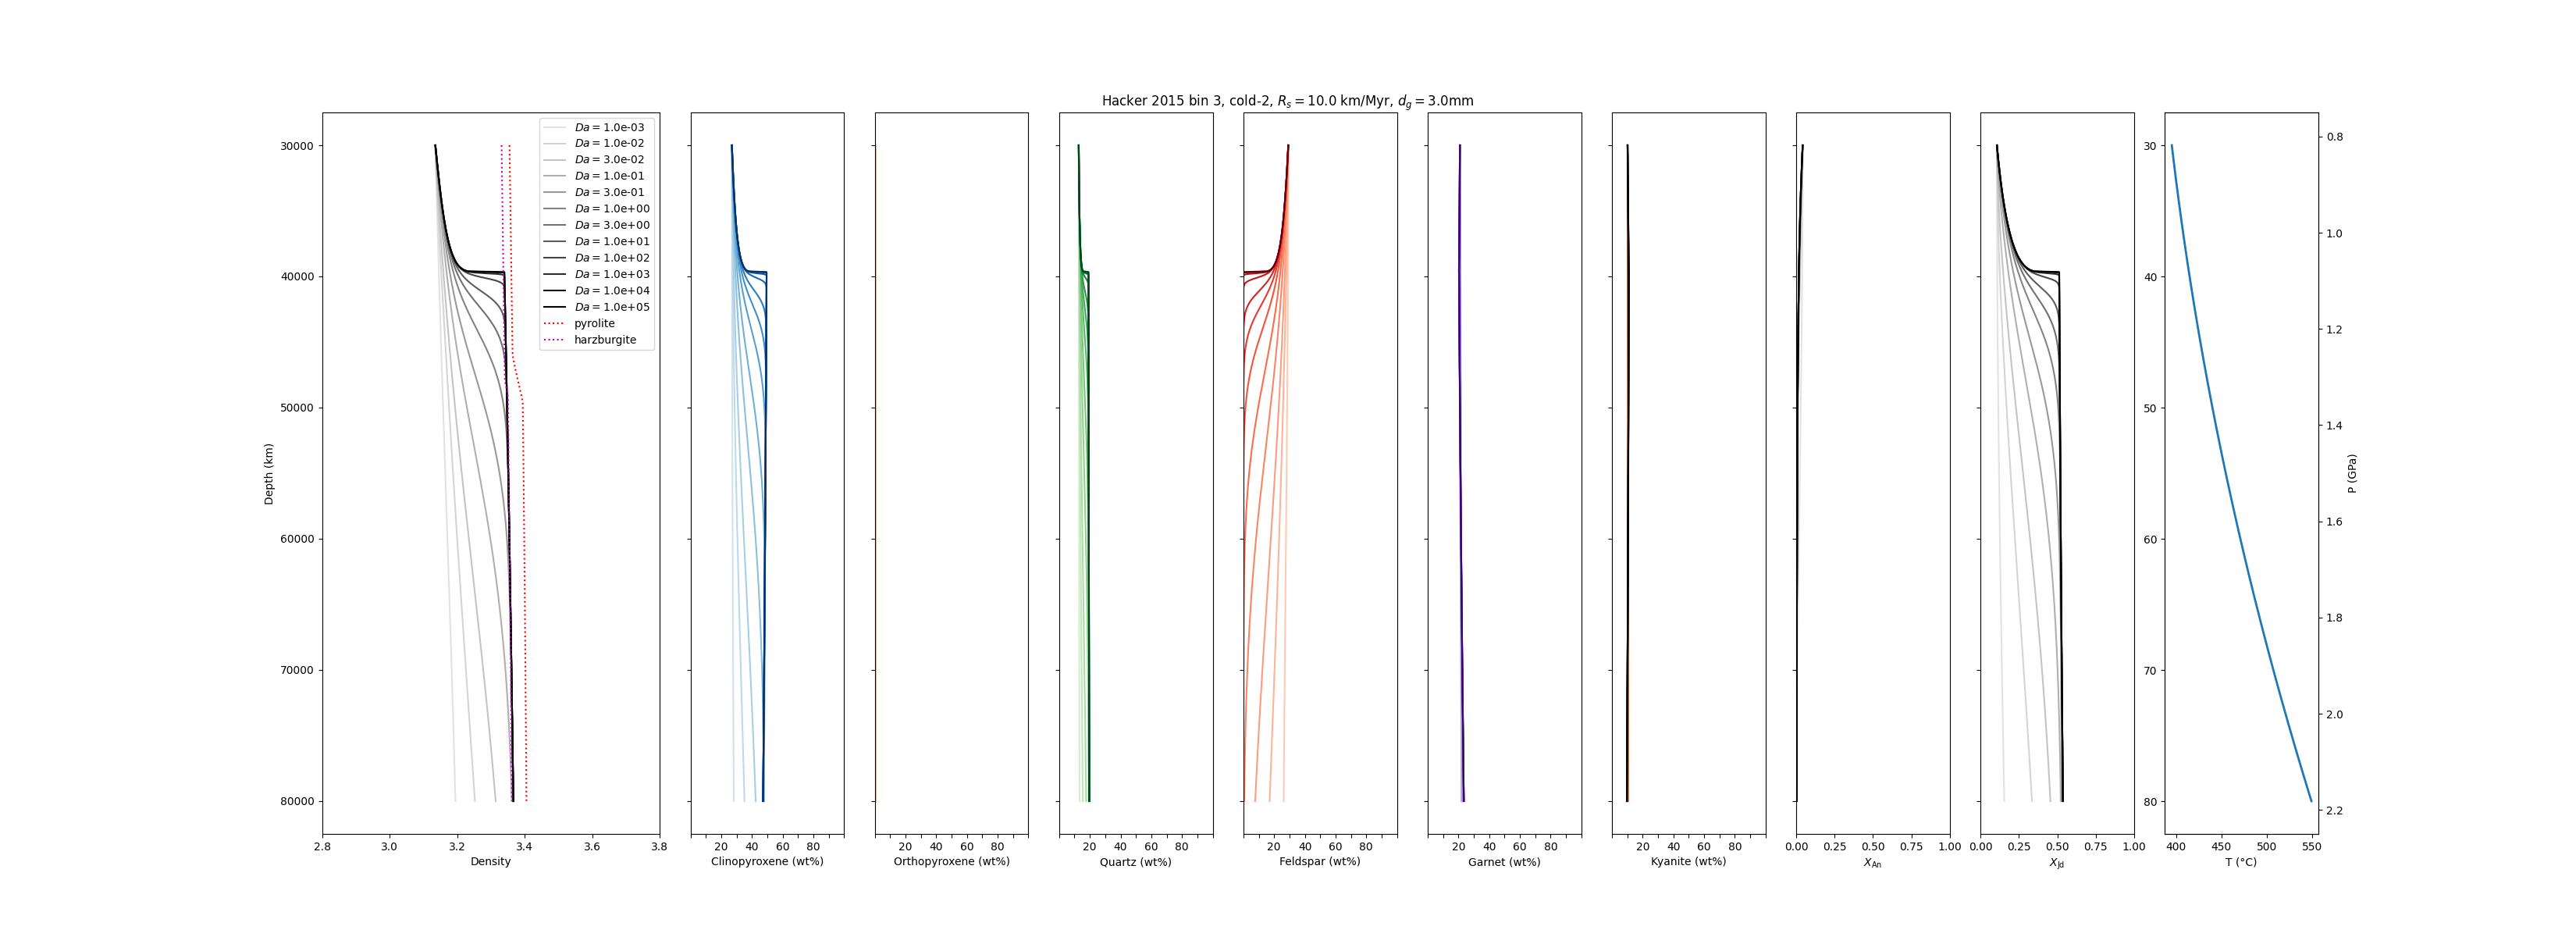 Hacker 2015 bin 3, cold-2, R_s = 10.0 km/Myr, d_g = 3.0mm
Da = 1.0e-03
Da = 1.0e-02
Da = 3.0e-02
Da = 1.0e-01
Da = 3.0e-01
Da = 1.0e+00
Da = 3.0e+00
Da = 1.0e+01
Da = 1.0e+02
Da = 1.0e+03
Da = 1.0e+04
Da = 1.0e+05
pyrolite
harzburgite
Depth (km)
30000
40000
50000
60000
70000
80000
2.8 3.0 3.2 3.4 3.6 3.8
Density
20 40 60 80
Clinopyroxene (wt%)
20 40 60 80
Orthopyroxene (wt%)
20 40 60 80
Quartz (wt%)
20 40 60 80
Feldspar (wt%)
20 40 60 80
Garnet (wt%)
20 40 60 80
Kyanite (wt%)
0.00 0.25 0.50 0.75 1.00
X_An
0.00 0.25 0.50 0.75 1.00
X_Jd
30
40
50
60
70
80
400 450 500 550
T (°C)
0.8
1.0
1.2
1.4
1.6
1.8
2.0
2.2
P (GPa)